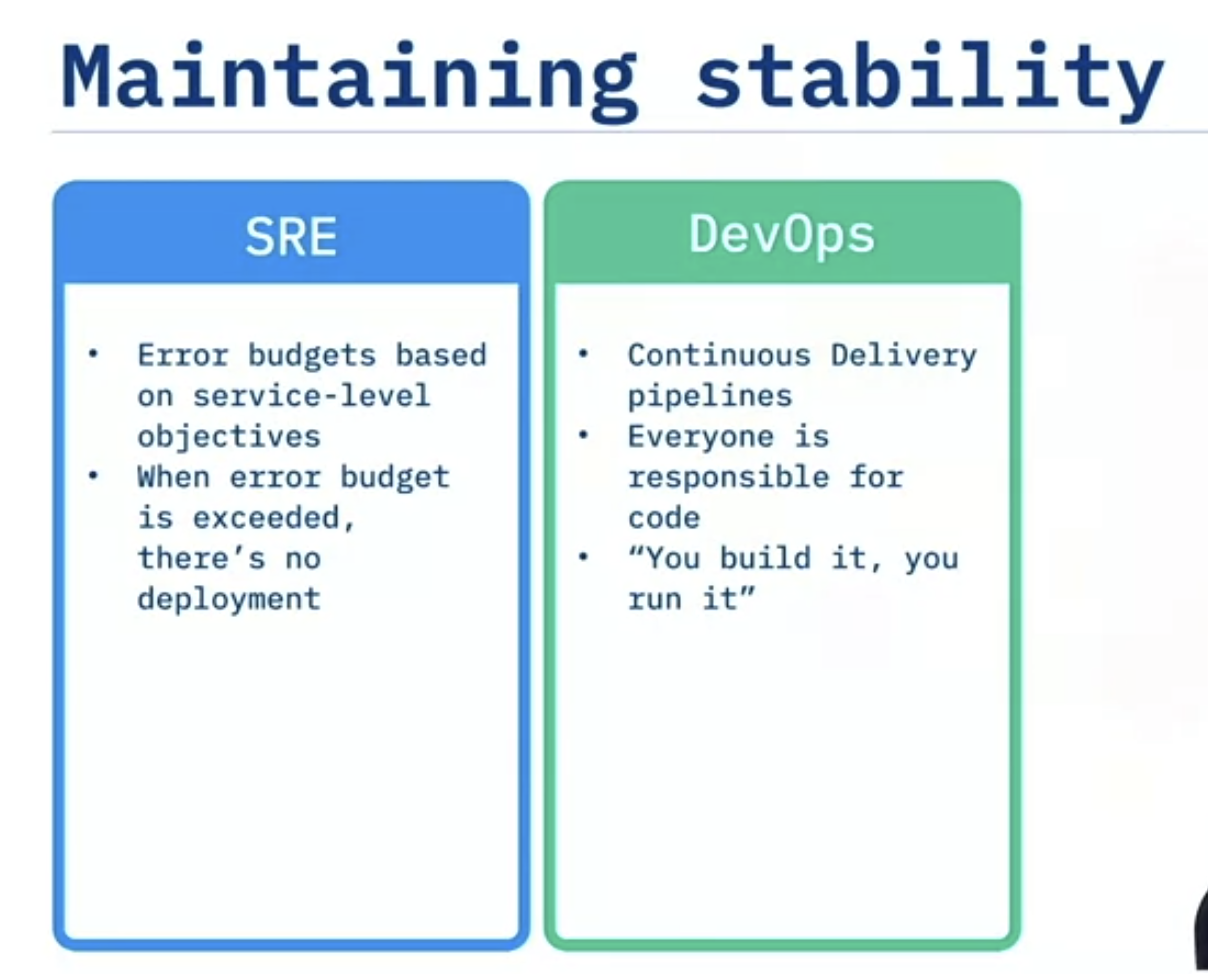 Maintaining stability
SRE
• Error budgets based
on service-level
objectives
• When error budget
is exceeded,
there’s no
deployment
DevOps
• Continuous Delivery
pipelines
• Everyone is
responsible for
code
• “You build it, you
run it”